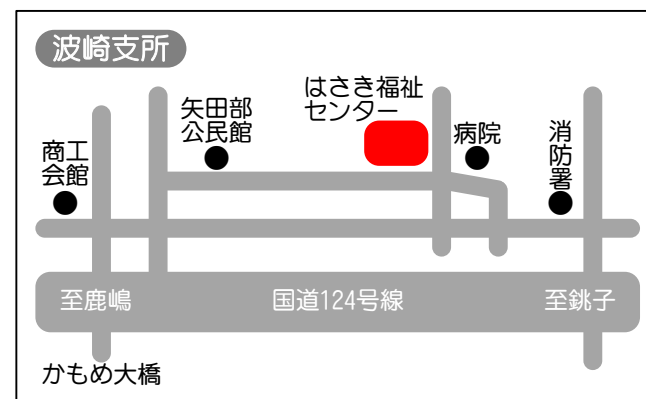 波崎支所
はさき福祉
センター
矢田部
公民館
病院
消防署
商工
会館
至鹿嶋
国道124号線
至銚子
かもめ大橋